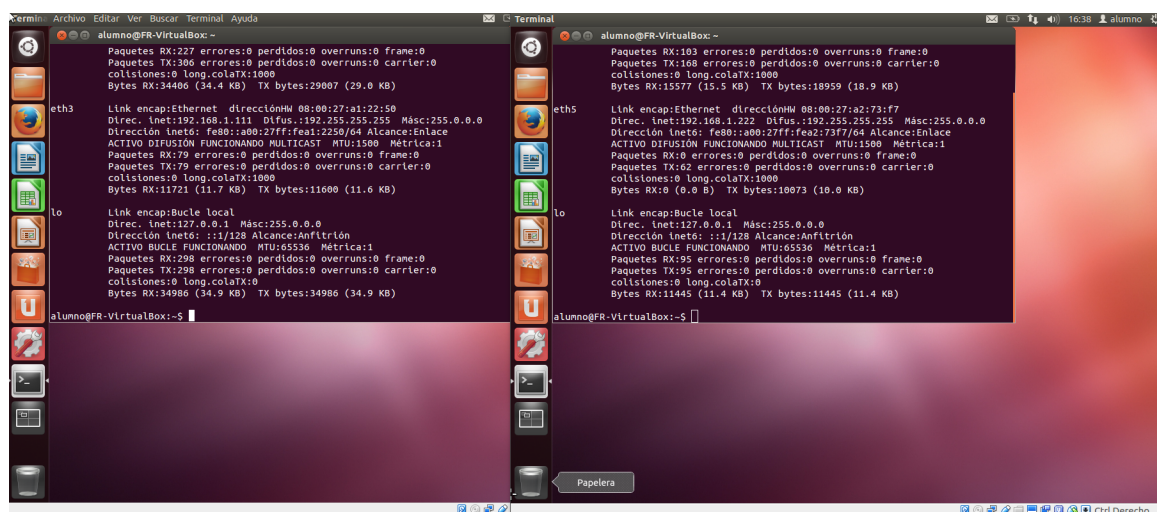 Termin Archivo Editar Ver Buscar Terminal Ayuda
alumno@FR-VirtualBox: ~
Paquetes RX:227 errores:0 perdidos:0 overruns:0 frame:0
Paquetes TX:306 errores:0 perdidos:0 overruns:0 carrier:0
colisiones:0 long.colaTX:1000
Bytes RX:34406 (34.4 KB)  TX bytes:29007 (29.0 KB)
eth3 Link encap:Ethernet  direcciónHW 08:00:27:a1:22:50
Direc. inet:192.168.1.111  Difus.:192.255.255.255  Másc:255.0.0.0
Dirección inet6: fe80::a00:27ff:fea1:2250/64 Alcance:Enlace
ACTIVO DIFUSIÓN FUNCIONANDO MULTICAST  MTU:1500  Métrica:1
Paquetes RX:79 errores:0 perdidos:0 overruns:0 frame:0
Paquetes TX:79 errores:0 perdidos:0 overruns:0 carrier:0
colisiones:0 long.colaTX:1000
Bytes RX:11721 (11.7 KB)  TX bytes:11600 (11.6 KB)
lo Link encap:Bucle local
Direc. inet:127.0.0.1  Másc:255.0.0.0
Dirección inet6: ::1/128 Alcance:Anfitrión
ACTIVO BUCLE FUNCIONANDO  MTU:65536  Métrica:1
Paquetes RX:298 errores:0 perdidos:0 overruns:0 frame:0
Paquetes TX:298 errores:0 perdidos:0 overruns:0 carrier:0
colisiones:0 long.colaTX:0
Bytes RX:34986 (34.9 KB)  TX bytes:34986 (34.9 KB)
alumno@FR-VirtualBox:~$
Terminal 16:38 alumno
alumno@FR-VirtualBox: ~
Paquetes RX:103 errores:0 perdidos:0 overruns:0 frame:0
Paquetes TX:168 errores:0 perdidos:0 overruns:0 carrier:0
colisiones:0 long.colaTX:1000
Bytes RX:15577 (15.5 KB)  TX bytes:18959 (18.9 KB)
eth5 Link encap:Ethernet  direcciónHW 08:00:27:a2:73:f7
Direc. inet:192.168.1.222  Difus.:192.255.255.255  Másc:255.0.0.0
Dirección inet6: fe80::a00:27ff:fea2:73f7/64 Alcance:Enlace
ACTIVO DIFUSIÓN FUNCIONANDO MULTICAST  MTU:1500  Métrica:1
Paquetes RX:0 errores:0 perdidos:0 overruns:0 frame:0
Paquetes TX:62 errores:0 perdidos:0 overruns:0 carrier:0
colisiones:0 long.colaTX:1000
Bytes RX:0 (0.0 B)  TX bytes:10073 (10.0 KB)
lo Link encap:Bucle local
Direc. inet:127.0.0.1  Másc:255.0.0.0
Dirección inet6: ::1/128 Alcance:Anfitrión
ACTIVO BUCLE FUNCIONANDO  MTU:65536  Métrica:1
Paquetes RX:95 errores:0 perdidos:0 overruns:0 frame:0
Paquetes TX:95 errores:0 perdidos:0 overruns:0 carrier:0
colisiones:0 long.colaTX:0
Bytes RX:11445 (11.4 KB)  TX bytes:11445 (11.4 KB)
alumno@FR-VirtualBox:~$
Papelera
Ctrl Derecho